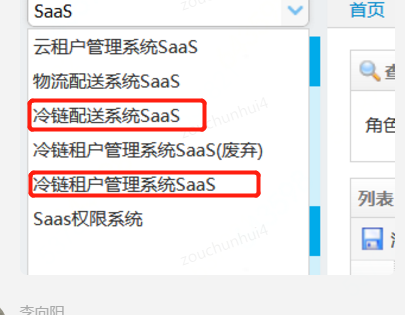 SaaS
首页
云租户管理系统SaaS
物流配送系统SaaS
冷链配送系统SaaS
角色
冷链租户管理系统SaaS(废弃)
冷链租户管理系统SaaS
列表
Saas权限系统
zouchunhui4
zouchunhui4
李向阳